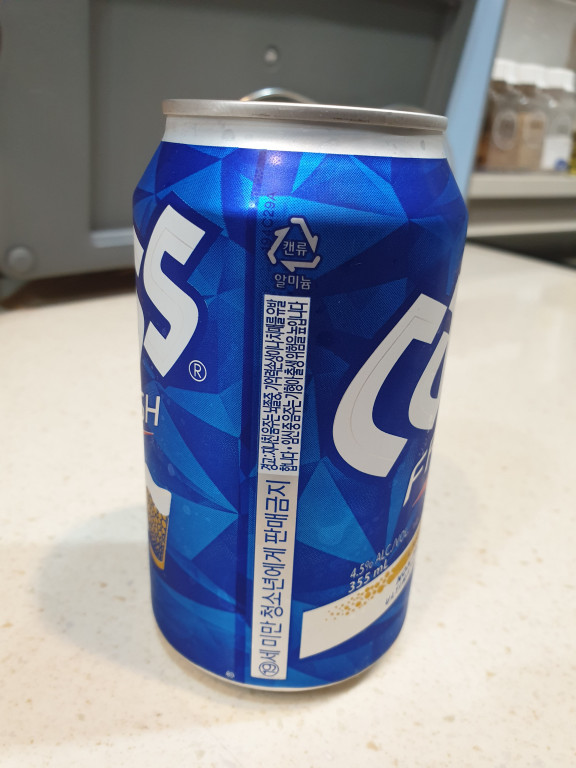 캔류
알미늄
경고 : 지나친 음주는 뇌졸중, 기억력 손상이나 치매를 유발
합니다. • 임신 중 음주는 기형아 출생 위험을 높입니다.
⑲세 미만 청소년에게 판매금지
SS
®
SH
4.5% ALC./VOL.
355 mL